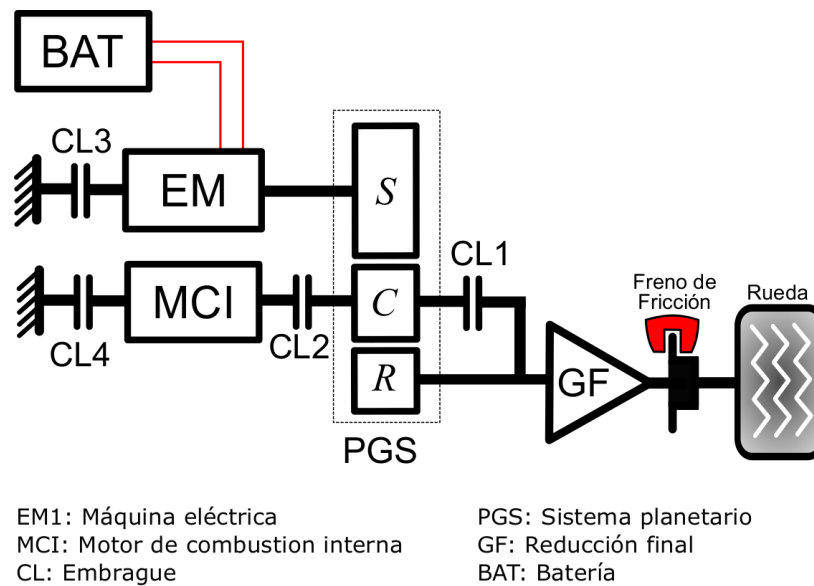 BAT
CL3
EM
S
CL1
MCI
C
CL4
CL2
R
PGS
GF
Freno de
Fricción
Rueda
EM1: Máquina eléctrica
MCI: Motor de combustion interna
CL: Embrague
PGS: Sistema planetario
GF: Reducción final
BAT: Batería